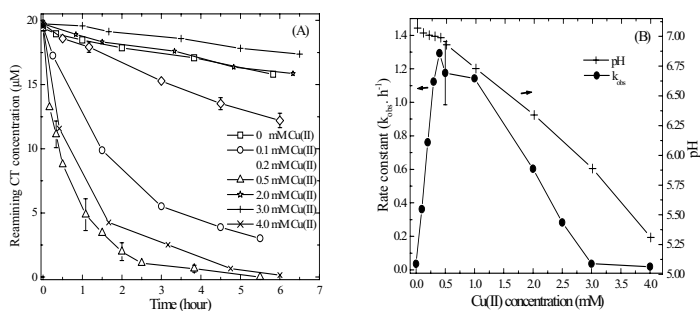 (A)
20
15
10
5
0
Reamining CT concentration (μM)
0 1 2 3 4 5 6 7
Time (hour)
0 mM Cu(II)
0.1 mM Cu(II)
0.2 mM Cu(II)
0.5 mM Cu(II)
2.0 mM Cu(II)
3.0 mM Cu(II)
4.0 mM Cu(II)
(B)
1.4
1.2
1.0
0.8
0.6
0.4
0.2
0.0
Rate constant (kobs. h-1)
pH
kobs
7.00
6.75
6.50
6.25
6.00
5.75
5.50
5.25
5.00
pH
0.0 0.5 1.0 1.5 2.0 2.5 3.0 3.5 4.0
Cu(II) concentration (mM)